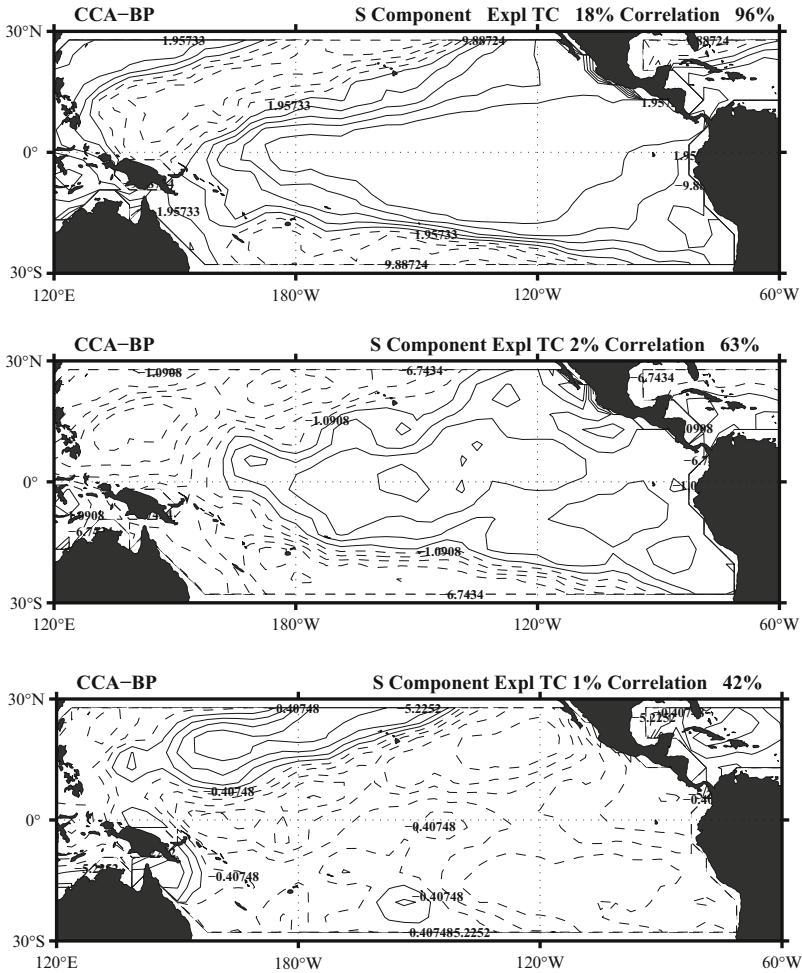 CCA−BP S Component Expl TC 18% Correlation 96%
30°N
1.95733 −9.88724
1.95733
0°
1.95733
1.95733
30°S 9.88724
120°E 180°W 120°W 60°W
CCA−BP S Component Expl TC 2% Correlation 63%
30°N
−1.0908 −6.7434 −6.7434
−1.0908
0°
−1.0908
30°S 6.7434
120°E 180°W 120°W 60°W
CCA−BP S Component Expl TC 1% Correlation 42%
30°N
−0.40748 −5.2252
−5.2252
−0.40748
0° −0.40748
−0.40748
−0.40748
30°S 0.407485.2252
120°E 180°W 120°W 60°W